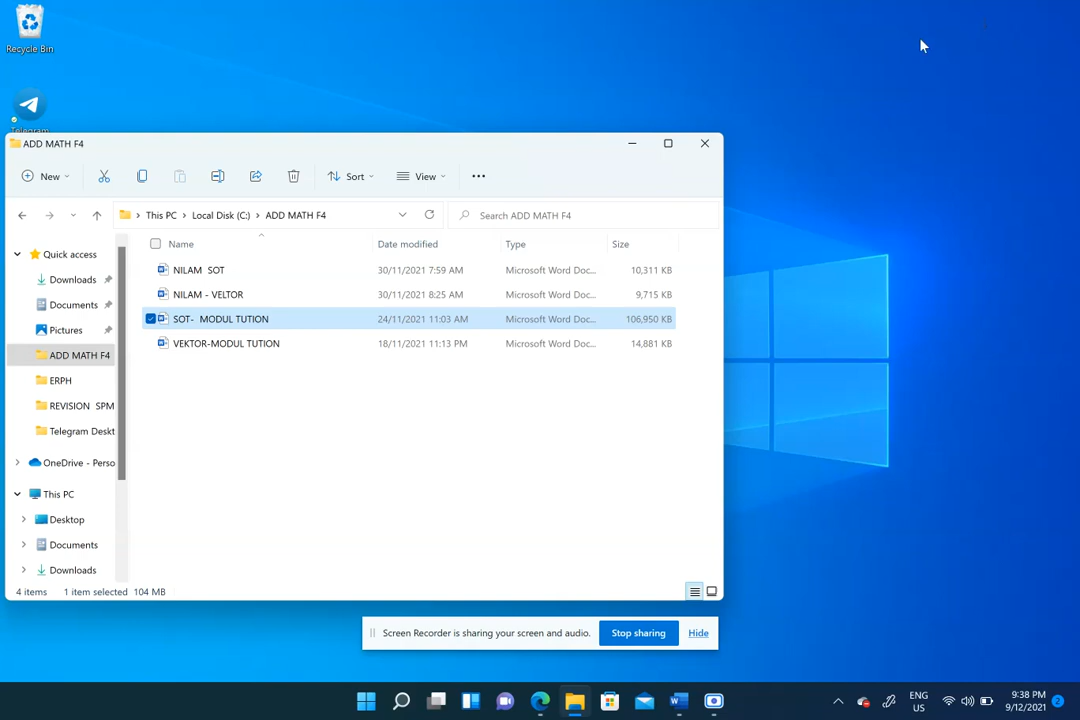 Recycle Bin
Telegram
ADD MATH F4
New
Sort
View
This PC
Local Disk (C:)
ADD MATH F4
Search ADD MATH F4
Name
Date modified
Type
Size
Quick access
Downloads
Documents
Pictures
ADD MATH F4
ERPH
REVISION SPM
Telegram Deskt
OneDrive - Perso
This PC
Desktop
Documents
Downloads
NILAM SOT 30/11/2021 7:59 AM Microsoft Word Doc... 10,311 KB
NILAM - VELTOR 30/11/2021 8:25 AM Microsoft Word Doc... 9,715 KB
SOT- MODUL TUTION 24/11/2021 11:03 AM Microsoft Word Doc... 106,950 KB
VEKTOR-MODUL TUTION 18/11/2021 11:13 PM Microsoft Word Doc... 14,881 KB
4 items 1 item selected 104 MB
Screen Recorder is sharing your screen and audio. Stop sharing Hide
ENG
US
9:38 PM
9/12/2021
2